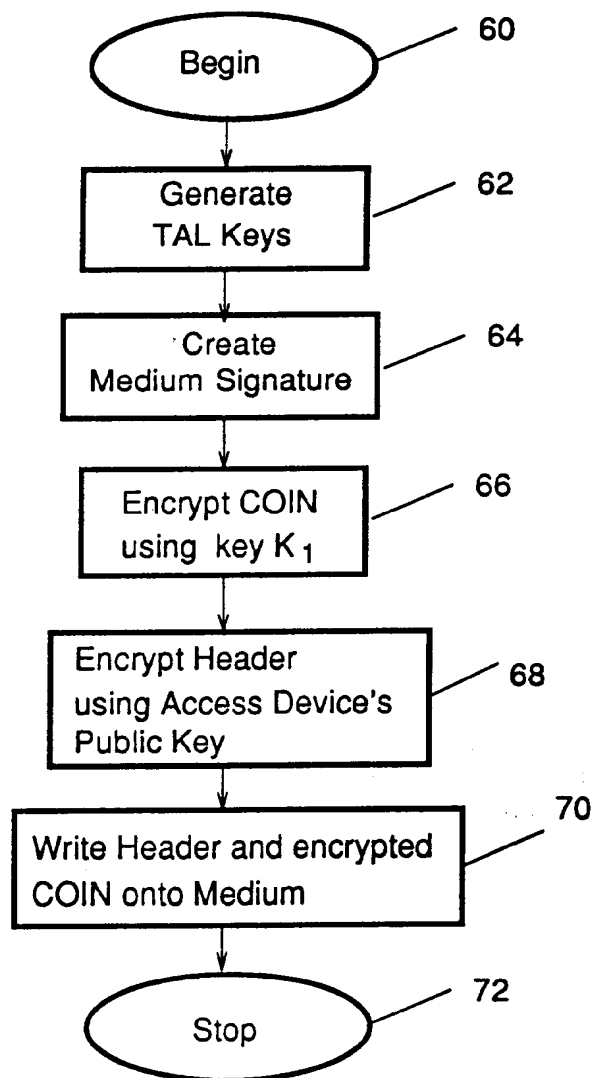 Begin
60
Generate
TAL Keys
62
Create
Medium Signature
64
Encrypt COIN
using key K1
66
Encrypt Header
using Access Device's
Public Key
68
Write Header and encrypted
COIN onto Medium
70
Stop
72